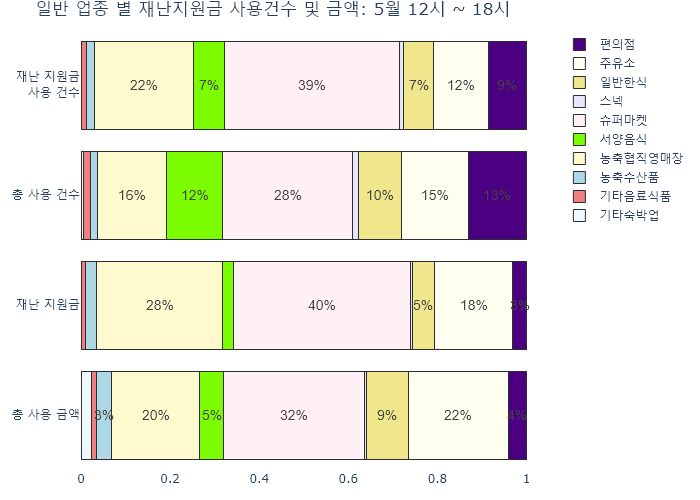 일반 업종 별 재난지원금 사용건수 및 금액: 5월 12시 ~ 18시
재난 지원금
사용 건수
22%
7%
39%
7%
12%
9%
총 사용 건수
16%
12%
28%
10%
15%
13%
재난 지원금
28%
40%
5%
18%
3%
총 사용 금액
3%
20%
5%
32%
9%
22%
4%
0
0.2
0.4
0.6
0.8
1
편의점
주유소
일반한식
스넥
슈퍼마켓
서양음식
농축협직영매장
농축수산품
기타음료식품
기타숙박업